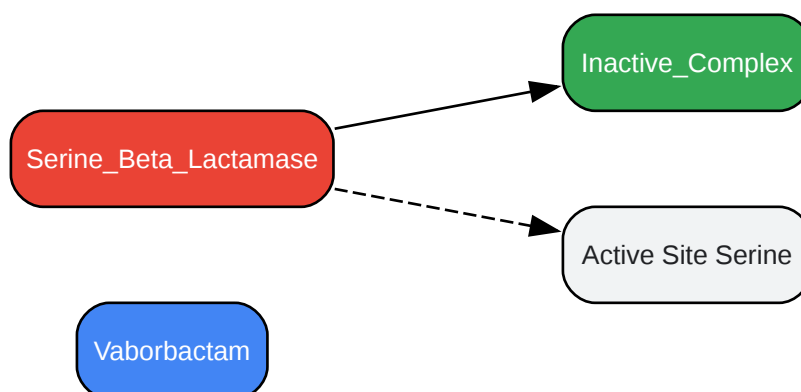 Inactive_Complex
Serine_Beta_Lactamase
Active Site Serine
Vaborbactam